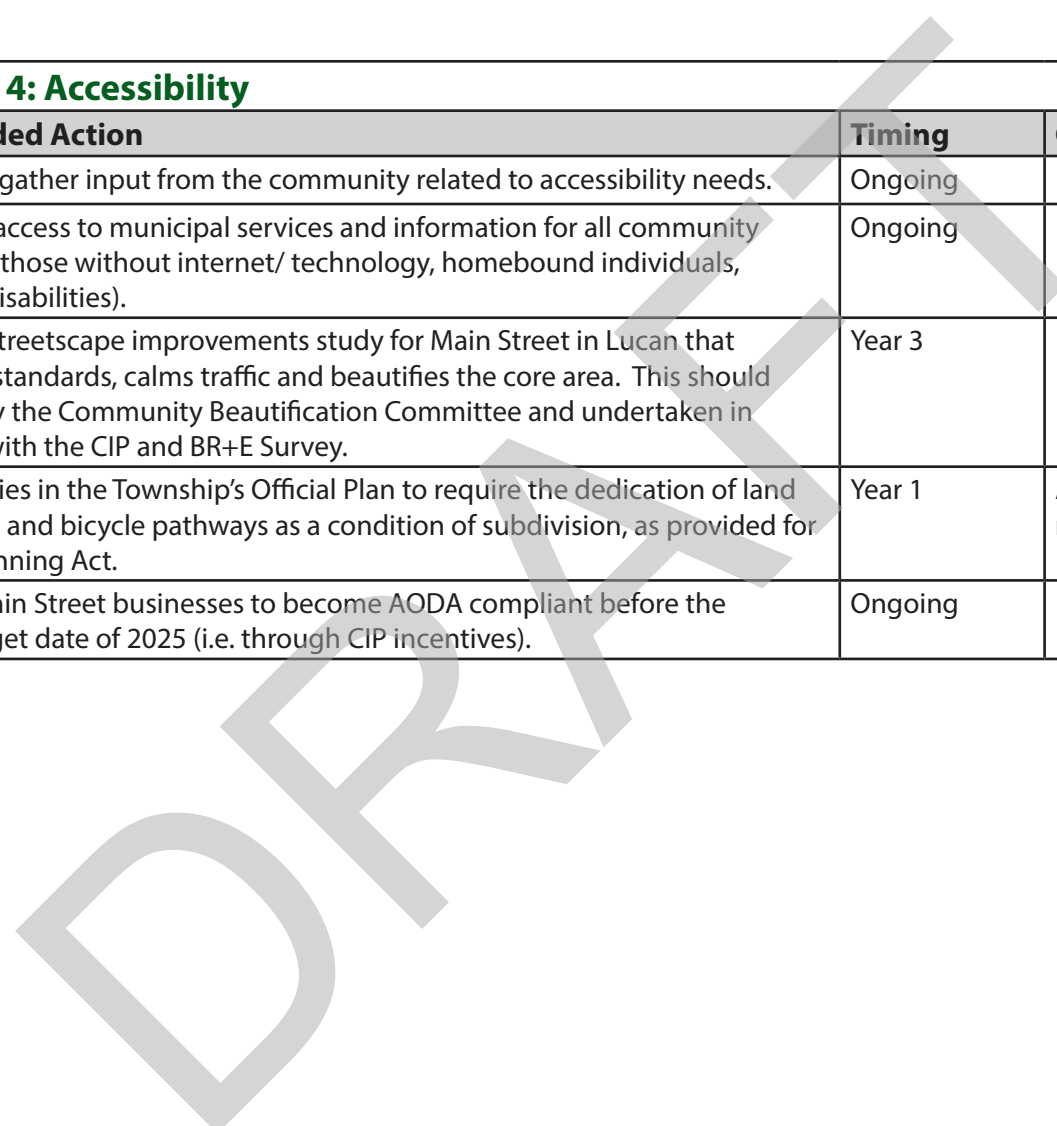 4: Accessibility
ded Action Timing
gather input from the community related to accessibility needs. Ongoing
access to municipal services and information for all community Ongoing
those without internet/ technology, homebound individuals,
isabilities).
treetscape improvements study for Main Street in Lucan that Year 3
standards, calms traffic and beautifies the core area. This should
y the Community Beautification Committee and undertaken in
with the CIP and BR+E Survey.
ies in the Township's Official Plan to require the dedication of land Year 1
and bicycle pathways as a condition of subdivision, as provided for
nning Act.
in Street businesses to become AODA compliant before the Ongoing
get date of 2025 (i.e. through CIP incentives).
DRAFT